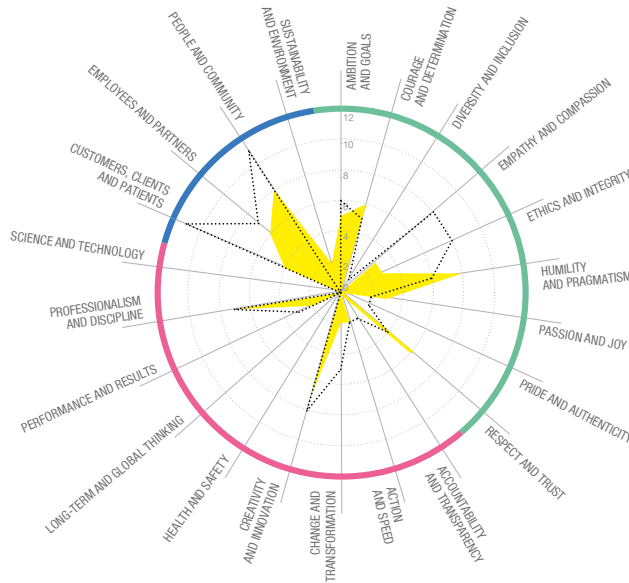 AMBITION
AND GOALS
COURAGE
AND DETERMINATION
DIVERSITY AND INCLUSION
EMPATHY AND COMPASSION
ETHICS AND INTEGRITY
HUMILITY
AND PRAGMATISM
PASSION AND JOY
PRIDE AND AUTHENTICITY
RESPECT AND TRUST
ACCOUNTABILITY
AND TRANSPARENCY
ACTION
AND SPEED
CHANGE AND
TRANSFORMATION
CREATIVITY
AND INNOVATION
HEALTH AND SAFETY
LONG-TERM AND GLOBAL THINKING
PERFORMANCE AND RESULTS
PROFESSIONALISM
AND DISCIPLINE
SCIENCE AND TECHNOLOGY
CUSTOMERS, CLIENTS
AND PATIENTS
EMPLOYEES AND PARTNERS
PEOPLE AND COMMUNITY
SUSTAINABILITY
AND ENVIRONMENT
12
10
8
6
4
2
0